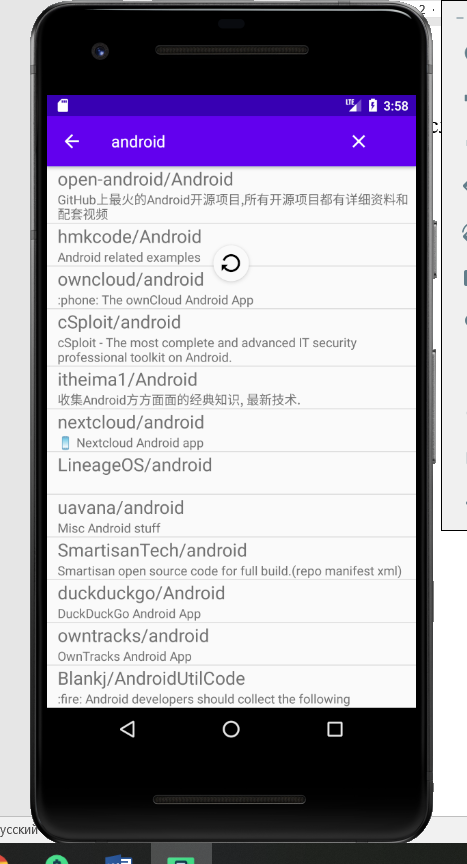 2
LTE 3:58
android
open-android/Android
GitHub上最火的Android开源项目,所有开源项目都有详细资料和
配套视频
hmkcode/Android
Android related examples
owncloud/android
:phone: The ownCloud Android App
cSploit/android
cSploit - The most complete and advanced IT security
professional toolkit on Android.
itheima1/Android
收集Android方方面面的经典知识, 最新技术.
nextcloud/android
📱 Nextcloud Android app
LineageOS/android
uavana/android
Misc Android stuff
SmartisanTech/android
Smartisan open source code for full build.(repo manifest xml)
duckduckgo/Android
DuckDuckGo Android App
owntracks/android
OwnTracks Android App
Blankj/AndroidUtilCode
:fire: Android developers should collect the following
усский